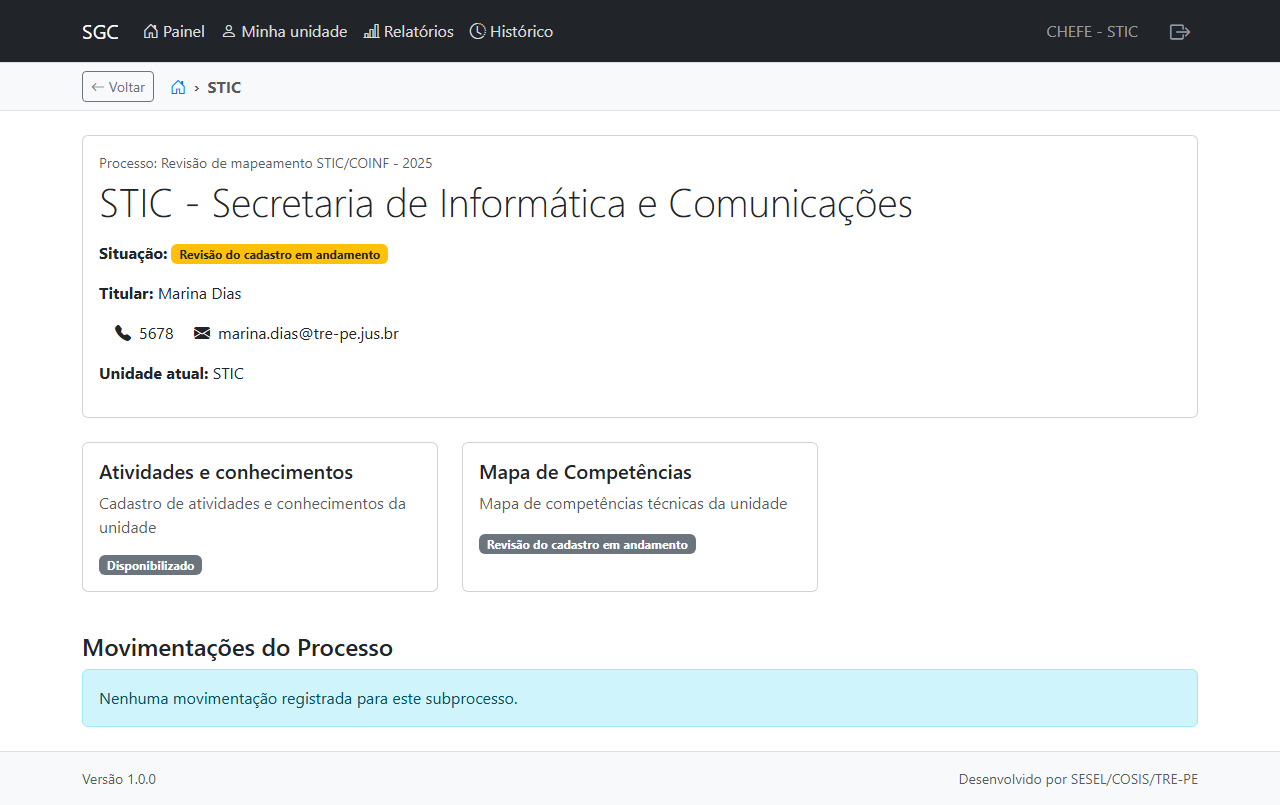 SGC Painel Minha unidade Relatórios Histórico CHEFE - STIC
← Voltar › STIC
Processo: Revisão de mapeamento STIC/COINF - 2025
STIC - Secretaria de Informática e Comunicações
Situação: Revisão do cadastro em andamento
Titular: Marina Dias
5678 marina.dias@tre-pe.jus.br
Unidade atual: STIC
Atividades e conhecimentos
Cadastro de atividades e conhecimentos da
unidade
Disponibilizado
Mapa de Competências
Mapa de competências técnicas da unidade
Revisão do cadastro em andamento
Movimentações do Processo
Nenhuma movimentação registrada para este subprocesso.
Versão 1.0.0 Desenvolvido por SESEL/COSIS/TRE-PE